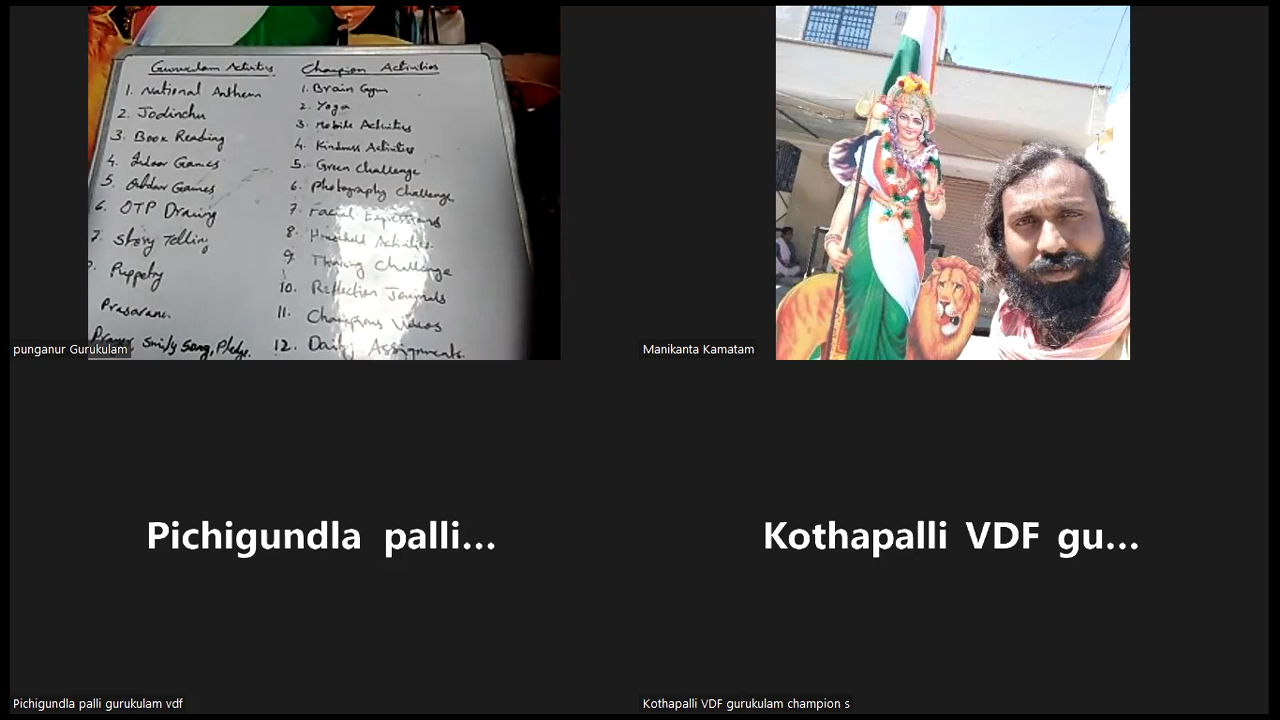 Gurukulam Activities
1. National Anthem
2. Jodinchu
3. Book Reading
4. Indoor Games
5. Outdoor Games
6. OTP Drawing
7. Story Telling
Puppetry
Prasarana
Prayer, Smily Song, Pledge.
Champion Activities
1. Brain Gym
2. Yoga
3. Mobile Activities
4. Kindness Activities
5. Green Challenge
6. Photography Challenge
7. Facial Expressions
8. Household Activities.
9. Thinking Challenge
10. Reflection Journals
11. Champions Videos
12. Daily Assignments.
punganur Gurukulam
Manikanta Kamatam
Pichigundla palli...
Kothapalli VDF gu...
Pichigundla palli gurukulam vdf
Kothapalli VDF gurukulam champion s